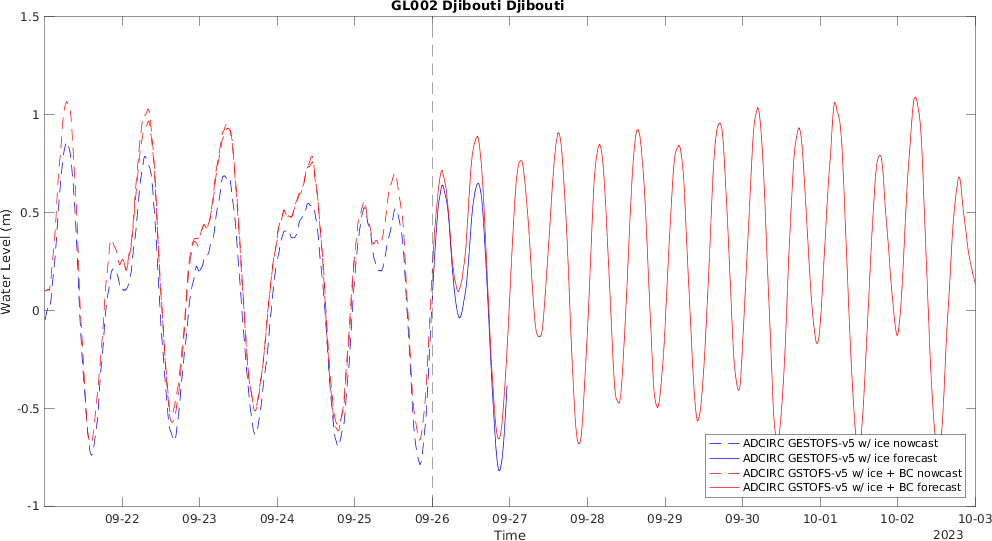 GL002 Djibouti Djibouti
1.5
1
0.5
0
-0.5
-1
Water Level (m)
ADCIRC GESTOFS-v5 w/ ice nowcast
ADCIRC GESTOFS-v5 w/ ice forecast
ADCIRC GSTOFS-v5 w/ ice + BC nowcast
ADCIRC GSTOFS-v5 w/ ice + BC forecast
09-22 09-23 09-24 09-25 09-26 09-27 09-28 09-29 09-30 10-01 10-02 10-03
Time
2023